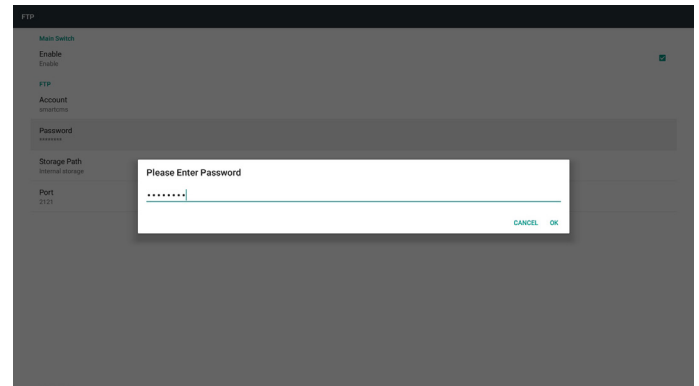 FTP
Main Switch
Enable
Enable
FTP
Account
smartcms
Password
********
Storage Path
Internal storage
Port
2121
Please Enter Password
••••••••
CANCEL OK